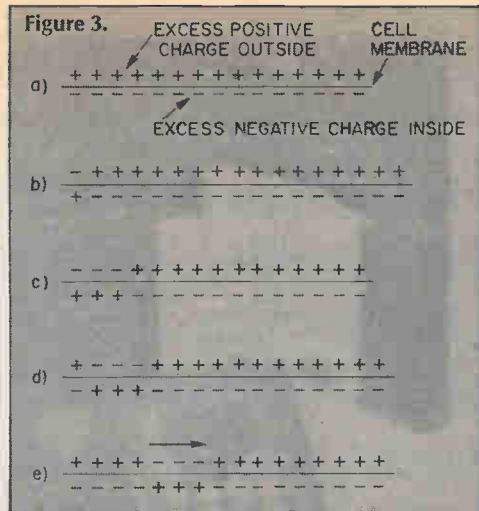 Figure 3.
EXCESS POSITIVE
CHARGE OUTSIDE
CELL
MEMBRANE
+ + + + + + + + + + + + + + +
a)
– – – – – – – – – – – – – –
EXCESS NEGATIVE CHARGE INSIDE
– + + + + + + + + + + + + + + + +
b)
+ – – – – – – – – – – – – – – –
– – – + + + + + + + + + + + +
c)
+ + + – – – – – – – – – – –
– – – – + + + + + + + + + + +
d)
– + + + – – – – – – – – – –
+ + + + – – – + + + + + + + +
e)
– – – – + + + – – – – – – – –